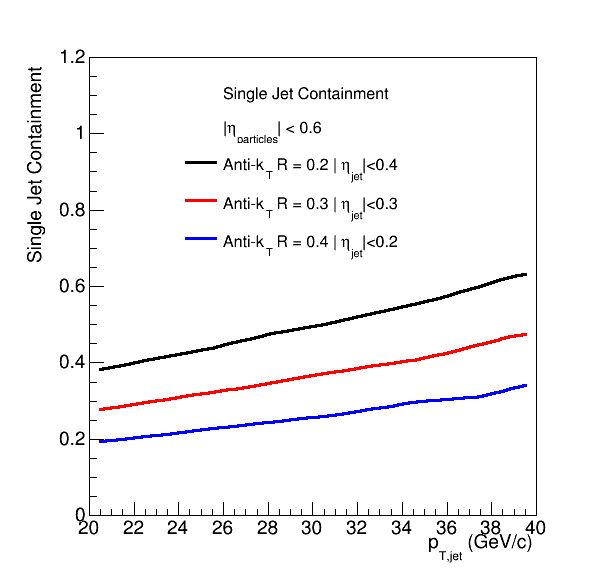 1.2
1
0.8
0.6
0.4
0.2
0
Single Jet Containment
Single Jet Containment
|η_particles| < 0.6
Anti-k_T R = 0.2 | η_jet|<0.4
Anti-k_T R = 0.3 | η_jet|<0.3
Anti-k_T R = 0.4 | η_jet|<0.2
20 22 24 26 28 30 32 34 36 38 40
p_T,jet (GeV/c)